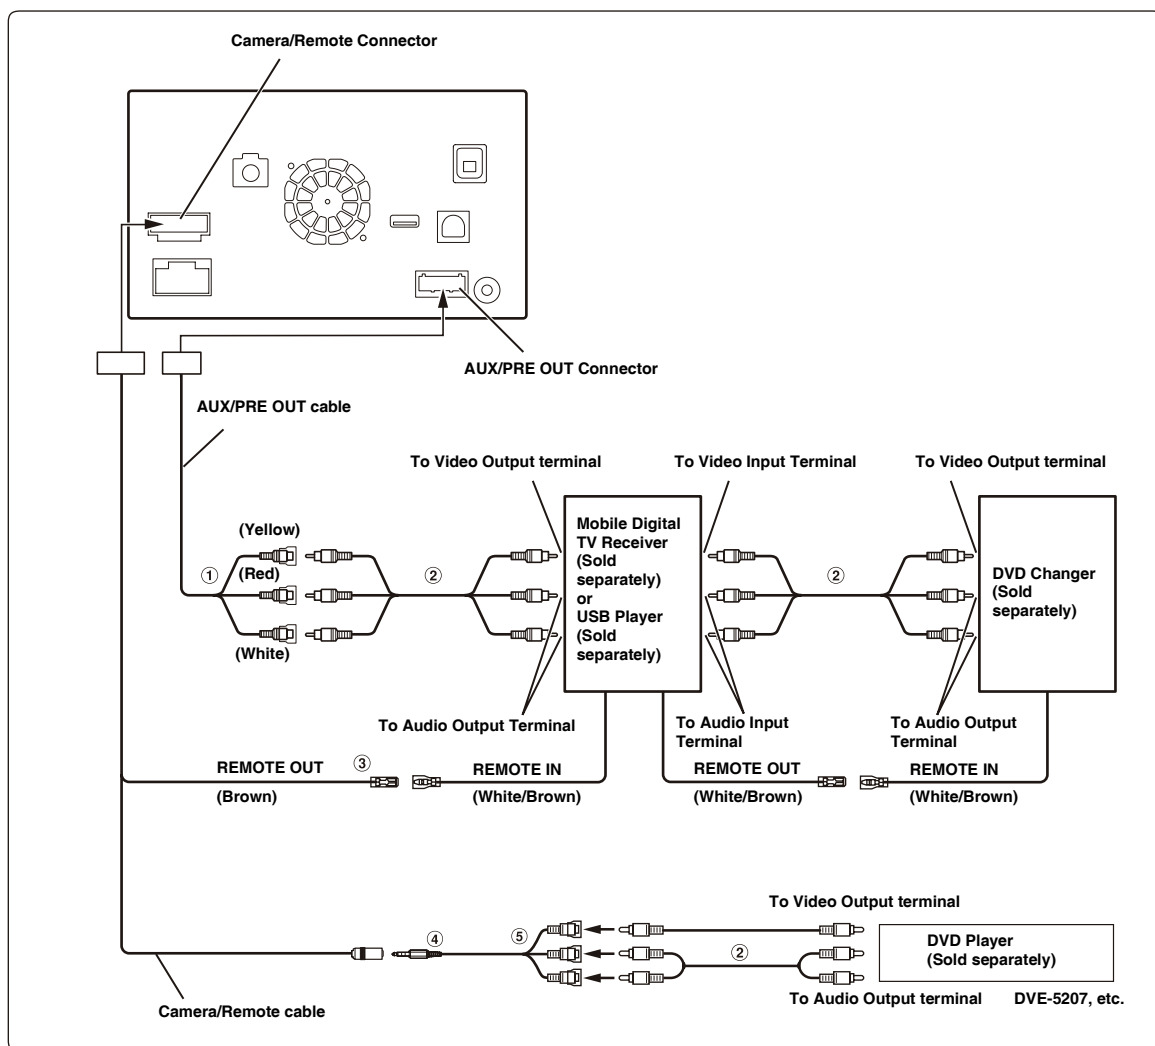 Camera/Remote Connector
AUX/PRE OUT Connector
AUX/PRE OUT cable
To Video Output terminal
To Video Input Terminal
To Video Output terminal
(Yellow)
①
(Red)
(White)
②
Mobile Digital
TV Receiver
(Sold
separately)
or
USB Player
(Sold
separately)
②
DVD Changer
(Sold
separately)
To Audio Output Terminal
To Audio Input
Terminal
To Audio Output
Terminal
REMOTE OUT
(Brown)
③
REMOTE IN
(White/Brown)
REMOTE OUT
(White/Brown)
REMOTE IN
(White/Brown)
To Video Output terminal
④
⑤
②
DVD Player
(Sold separately)
To Audio Output terminal
DVE-5207, etc.
Camera/Remote cable